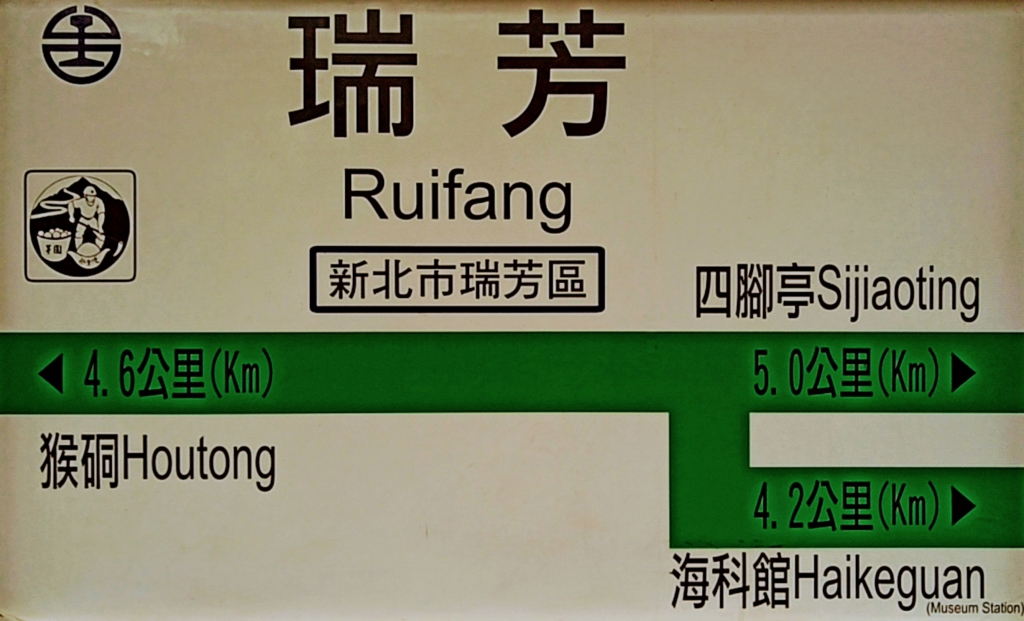 瑞芳
Ruifang
新北市瑞芳區
四腳亭Sijiaoting
4.6公里(Km)
5.0公里(Km)
猴硐Houtong
4.2公里(Km)
海科館Haikeguan
(Museum Station)